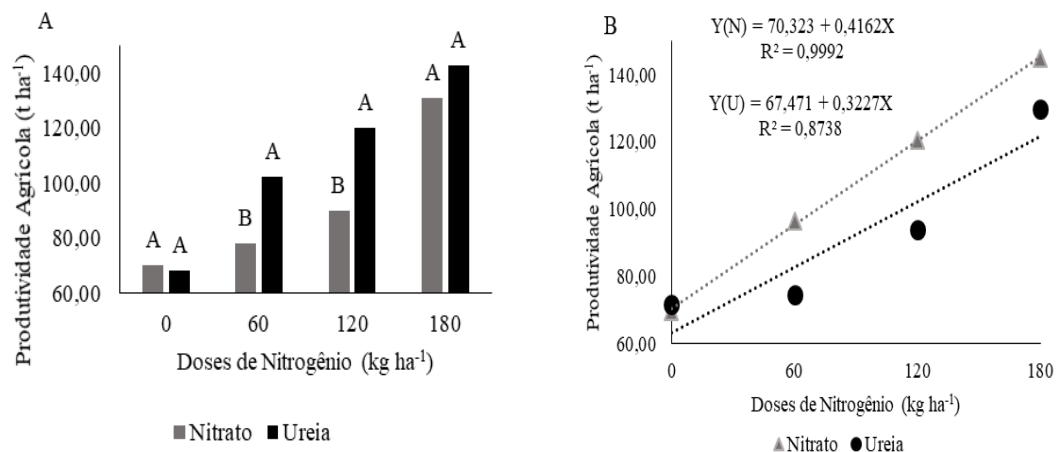 A
Produtividade Agrícola (t ha⁻¹)
140,00
120,00
100,00
80,00
60,00
A A
B A
B A
A A
0 60 120 180
Doses de Nitrogênio (kg ha⁻¹)
Nitrato Ureia
B
Produtividade Agrícola (t ha⁻¹)
Y(N) = 70,323 + 0,4162X
R² = 0,9992
Y(U) = 67,471 + 0,3227X
R² = 0,8738
140,00
120,00
100,00
80,00
60,00
0 60 120 180
Doses de Nitrogênio (kg ha⁻¹)
Nitrato Ureia